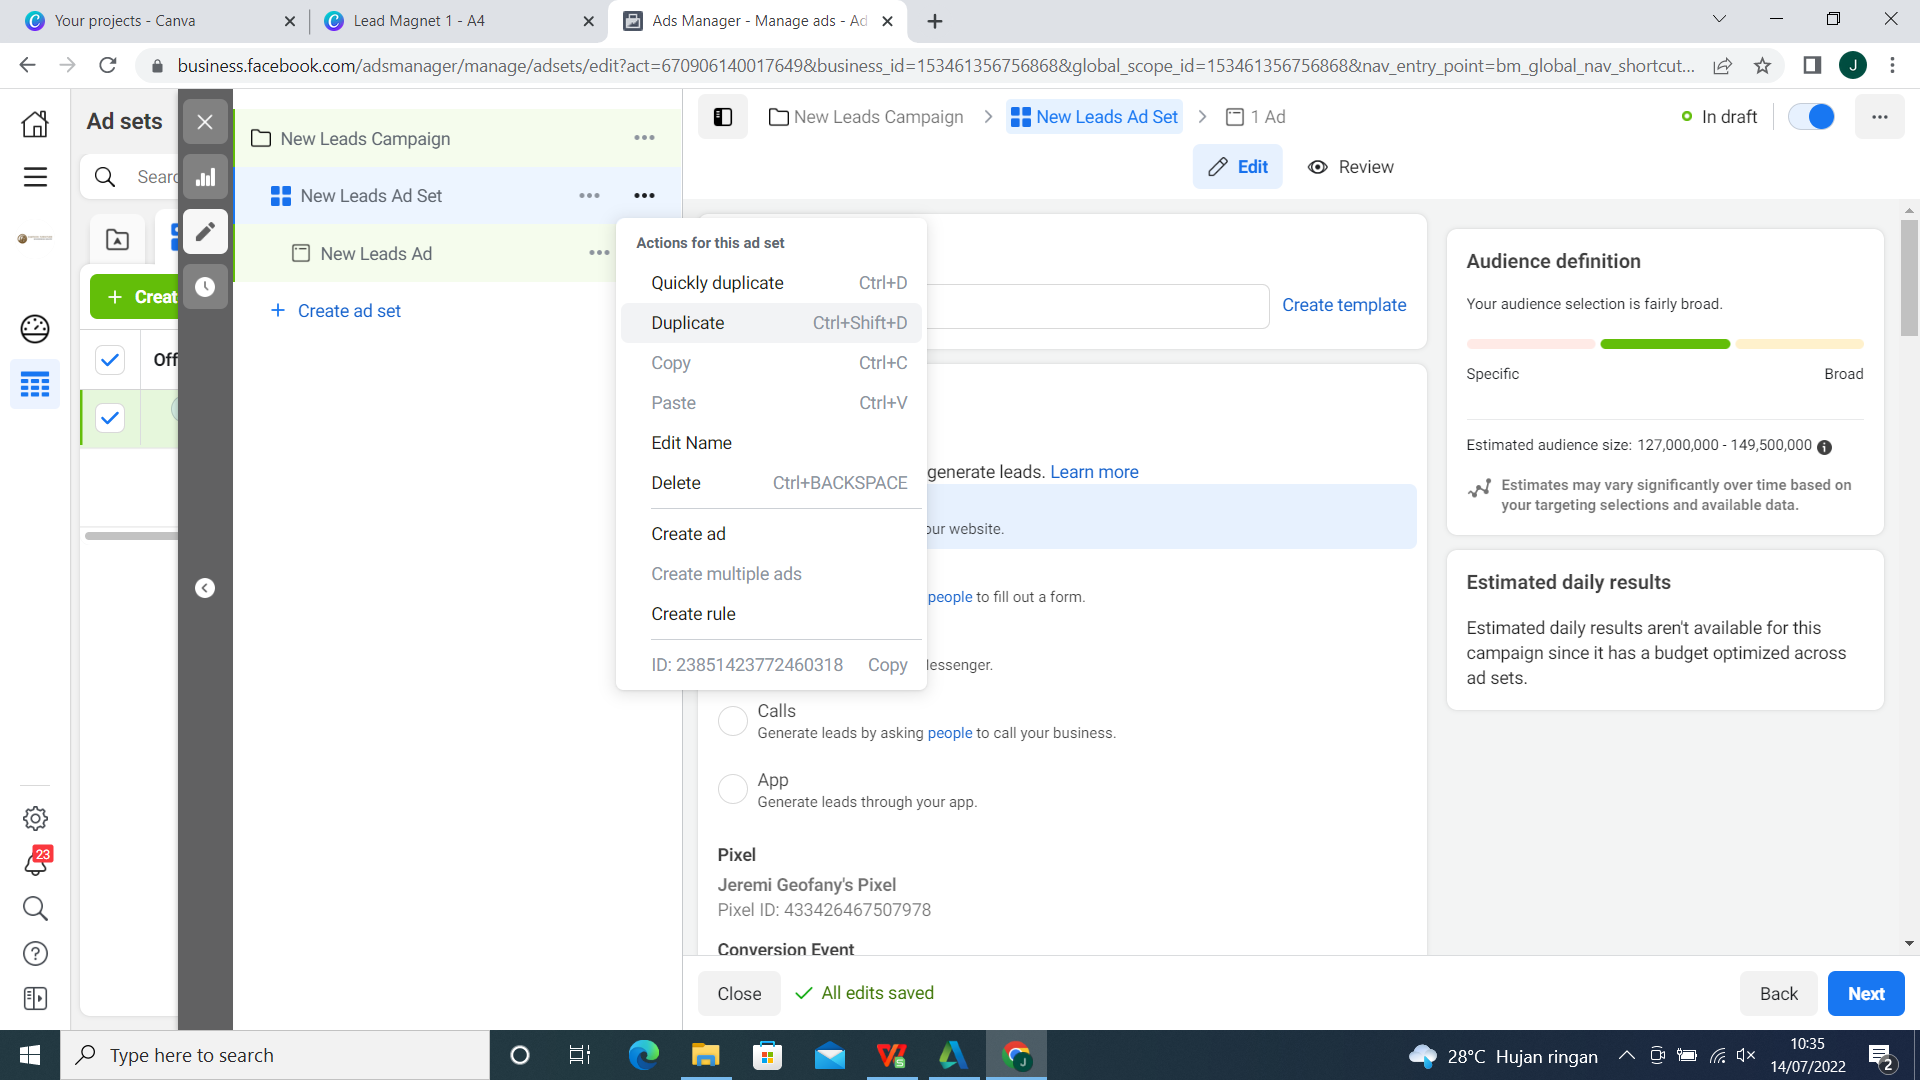 Your projects - Canva
Lead Magnet 1 - A4
Ads Manager - Manage ads - Ad
business.facebook.com/adsmanager/manage/adsets/edit?act=670906140017649&business_id=153461356756868&global_scope_id=153461356756868&nav_entry_point=bm_global_nav_shortcut...
J
Ad sets
Searc
Creat
Off
23
New Leads Campaign
New Leads Ad Set
New Leads Ad
Create ad set
Actions for this ad set
Quickly duplicate Ctrl+D
Duplicate Ctrl+Shift+D
Copy Ctrl+C
Paste Ctrl+V
Edit Name
Delete Ctrl+BACKSPACE
Create ad
Create multiple ads
Create rule
ID: 23851423772460318 Copy
New Leads Campaign
New Leads Ad Set
1 Ad
In draft
Edit
Review
Create template
generate leads. Learn more
our website.
people to fill out a form.
lessenger.
Calls
Generate leads by asking people to call your business.
App
Generate leads through your app.
Pixel
Jeremi Geofany's Pixel
Pixel ID: 433426467507978
Conversion Event
Audience definition
Your audience selection is fairly broad.
Specific Broad
Estimated audience size: 127,000,000 - 149,500,000
Estimates may vary significantly over time based on
your targeting selections and available data.
Estimated daily results
Estimated daily results aren't available for this
campaign since it has a budget optimized across
ad sets.
Close
All edits saved
Back
Next
Type here to search
28°C Hujan ringan
10:35
14/07/2022
2